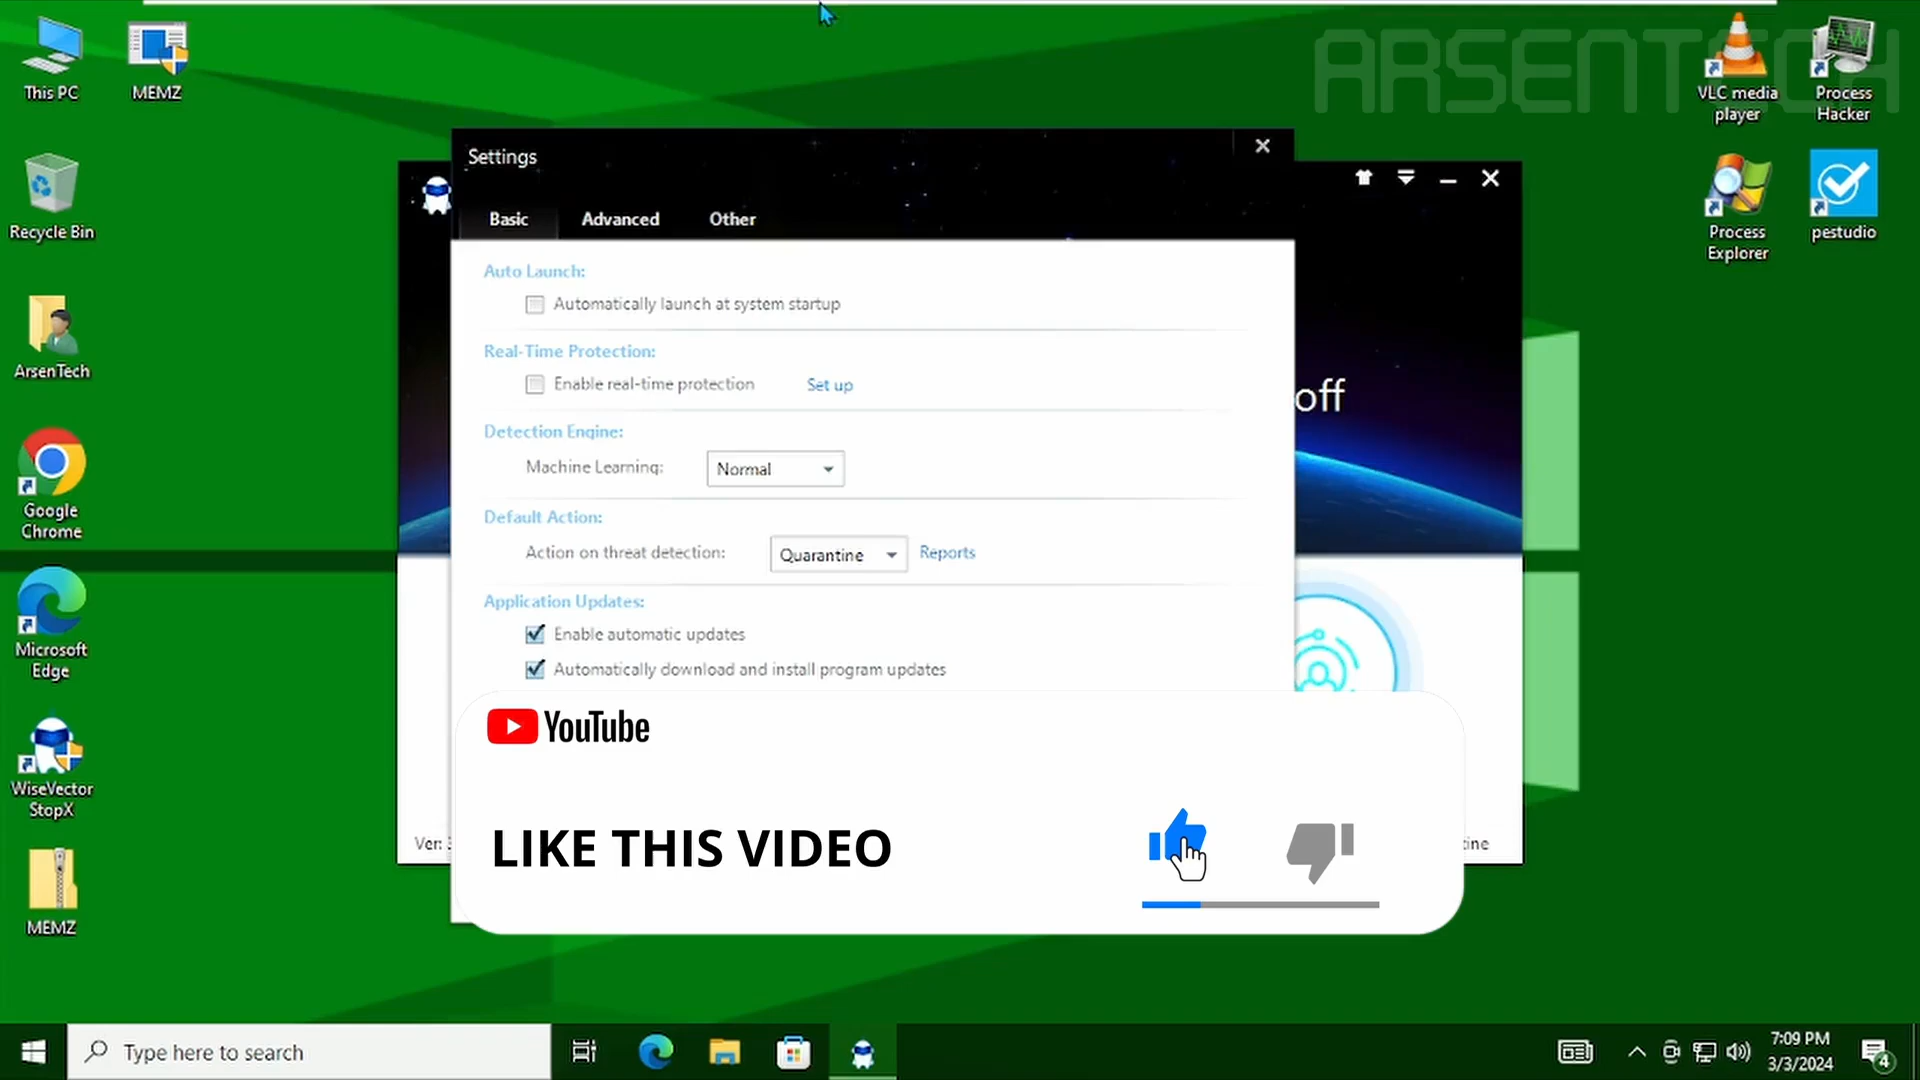 ARSENTECH
This PC
MEMZ
Recycle Bin
ArsenTech
Google
Chrome
Microsoft
Edge
WiseVector
StopX
MEMZ
VLC media
player
Process
Hacker
Process
Explorer
pestudio
Settings
Basic
Advanced
Other
off
Auto Launch:
Automatically launch at system startup
Real-Time Protection:
Enable real-time protection
Set up
Detection Engine:
Machine Learning:
Normal
Default Action:
Action on threat detection:
Quarantine
Reports
Application Updates:
Enable automatic updates
Automatically download and install program updates
YouTube
LIKE THIS VIDEO
Ver:
ine
Type here to search
7:09 PM
3/3/2024
4